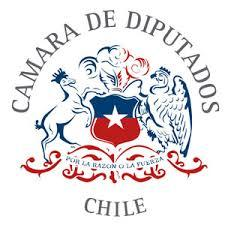 CAMARA DE DIPUTADOS
POR LA RAZON O LA FUERZA
CHILE